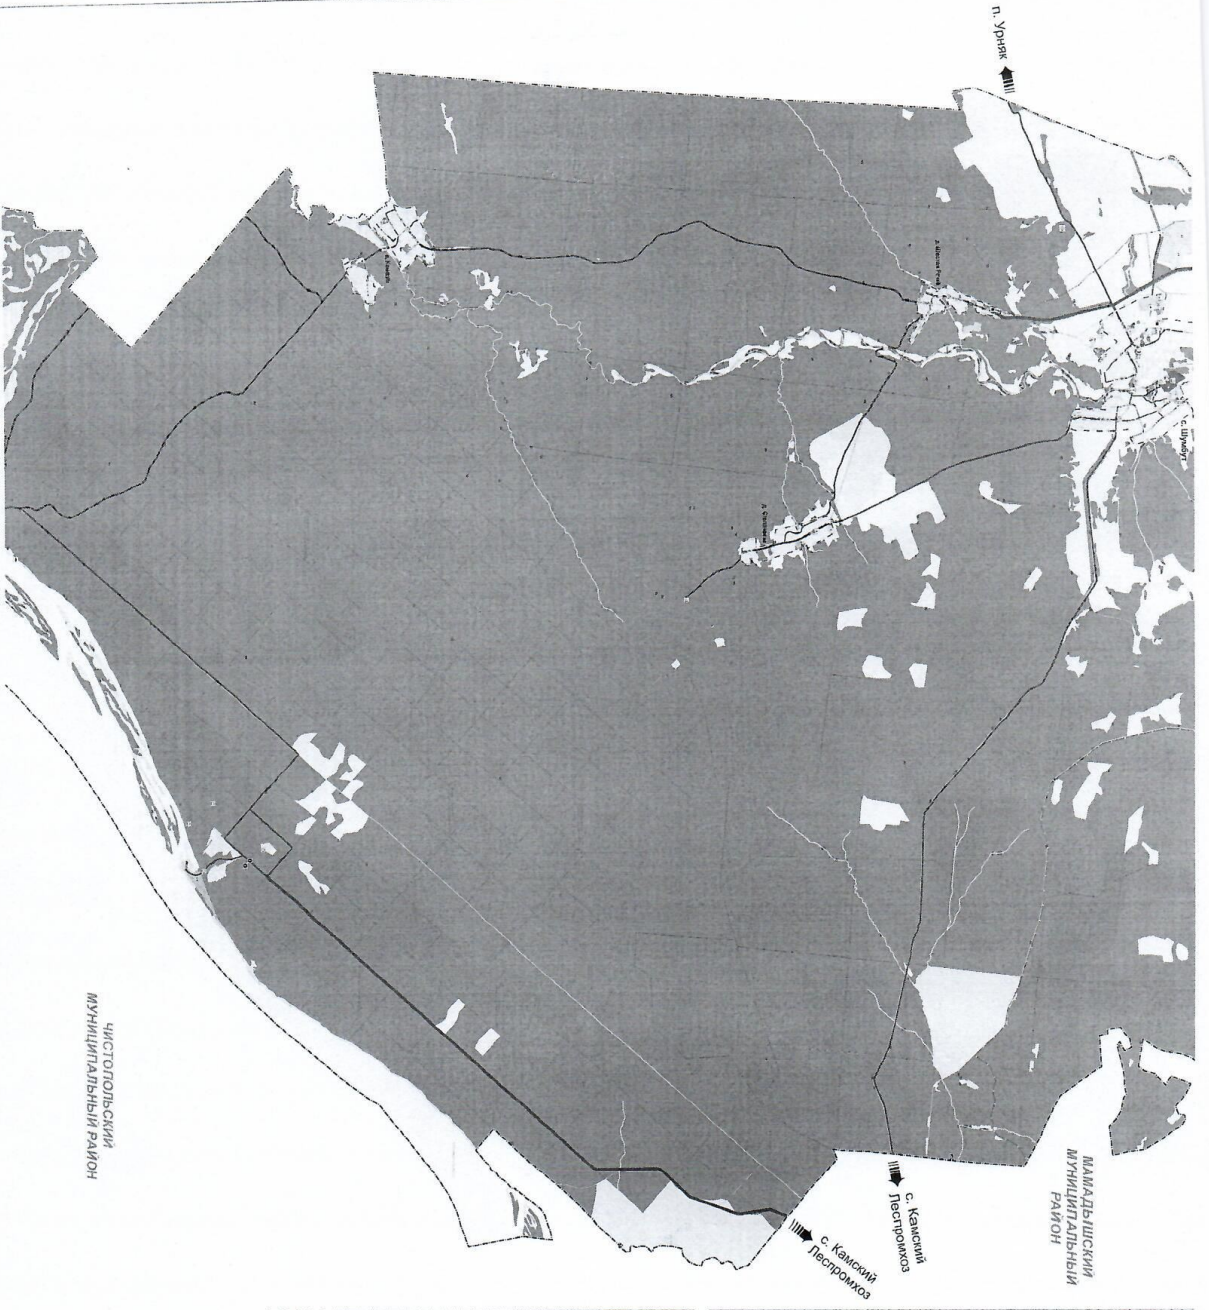 п. Урняк
с. Шумбут
МАМАДЫШСКИЙ
МУНИЦИПАЛЬНЫЙ
РАЙОН
с. Камский
Леспромхоз
с. Камский
Леспромхоз
ЧИСТОПОЛЬСКИЙ
МУНИЦИПАЛЬНЫЙ РАЙОН